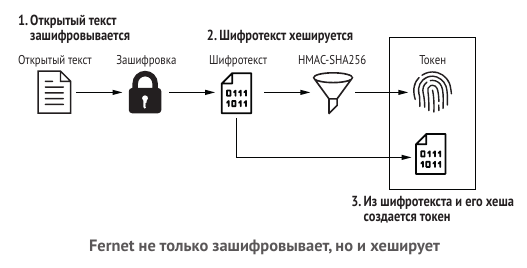 1. Открытый текст
зашифровывается
2. Шифротекст хешируется
Открытый текст
Зашифровка
Шифротекст
HMAC-SHA256
Токен
0111
1011
0111
1011
3. Из шифротекста и его хеша
создается токен
Fernet не только зашифровывает, но и хеширует